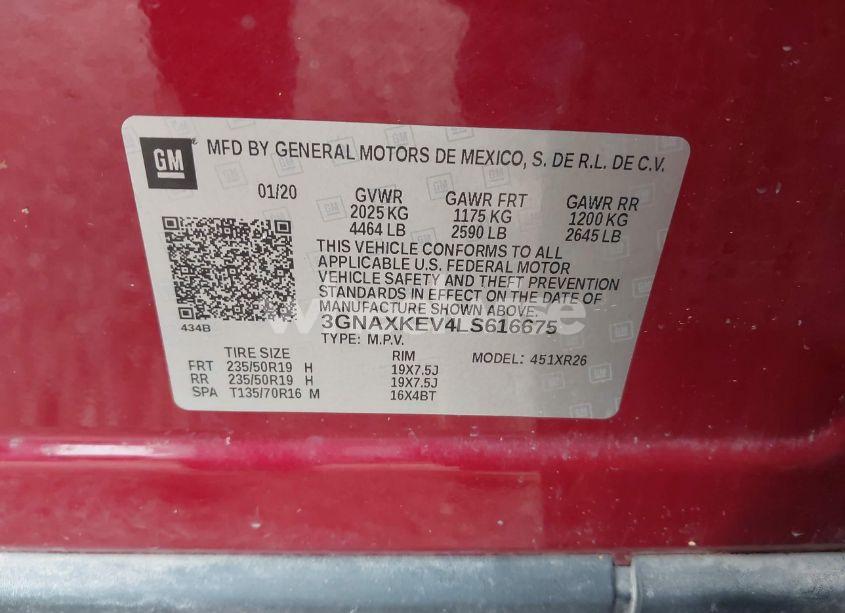 GM
MFD BY GENERAL MOTORS DE MEXICO, S. DE R.L. DE C.V.
01/20 GVWR GAWR FRT GAWR RR
2025 KG 1175 KG 1200 KG
4464 LB 2590 LB 2645 LB
THIS VEHICLE CONFORMS TO ALL
APPLICABLE U.S. FEDERAL MOTOR
VEHICLE SAFETY AND THEFT PREVENTION
STANDARDS IN EFFECT ON THE DATE OF
MANUFACTURE SHOWN ABOVE.
434B
3GNAXKEV4LS616675
TYPE: M.P.V. MODEL: 451XR26
TIRE SIZE RIM
FRT 235/50R19 H 19X7.5J
RR 235/50R19 H 19X7.5J
SPA T135/70R16 M 16X4BT